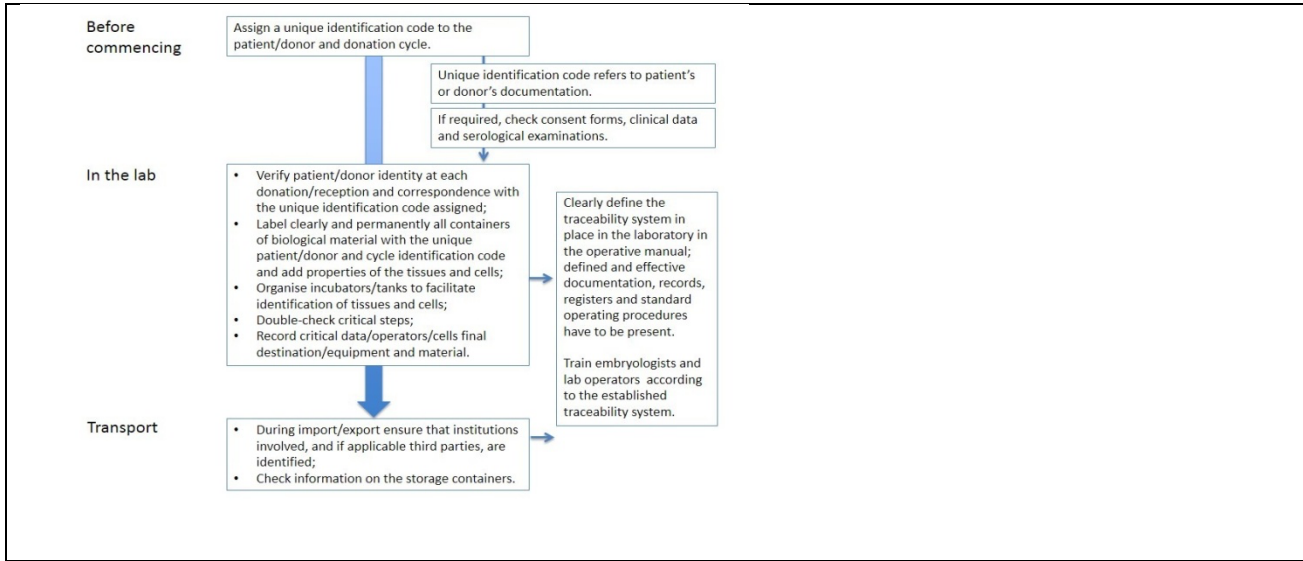 Before
commencing
Assign a unique identification code to the
patient/donor and donation cycle.
Unique identification code refers to patient's
or donor's documentation.
If required, check consent forms, clinical data
and serological examinations.
In the lab
• Verify patient/donor identity at each
donation/reception and correspondence with
the unique identification code assigned;
• Label clearly and permanently all containers
of biological material with the unique
patient/donor and cycle identification code
and add properties of the tissues and cells;
• Organise incubators/tanks to facilitate
identification of tissues and cells;
• Double-check critical steps;
• Record critical data/operators/cells final
destination/equipment and material.
Clearly define the
traceability system in
place in the laboratory in
the operative manual;
defined and effective
documentation, records,
registers and standard
operating procedures
have to be present.
Train embryologists and
lab operators according
to the established
traceability system.
Transport
• During import/export ensure that institutions
involved, and if applicable third parties, are
identified;
• Check information on the storage containers.